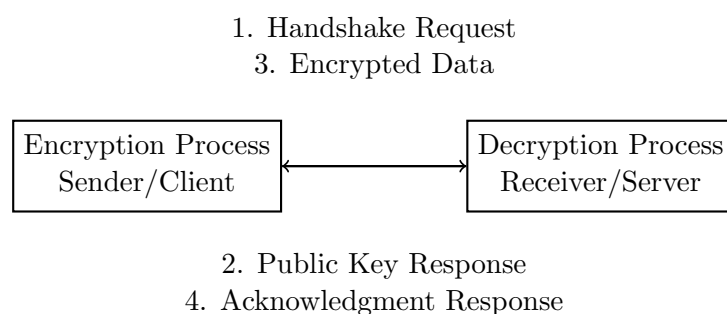 1. Handshake Request
3. Encrypted Data
Encryption Process
Sender/Client
Decryption Process
Receiver/Server
2. Public Key Response
4. Acknowledgment Response